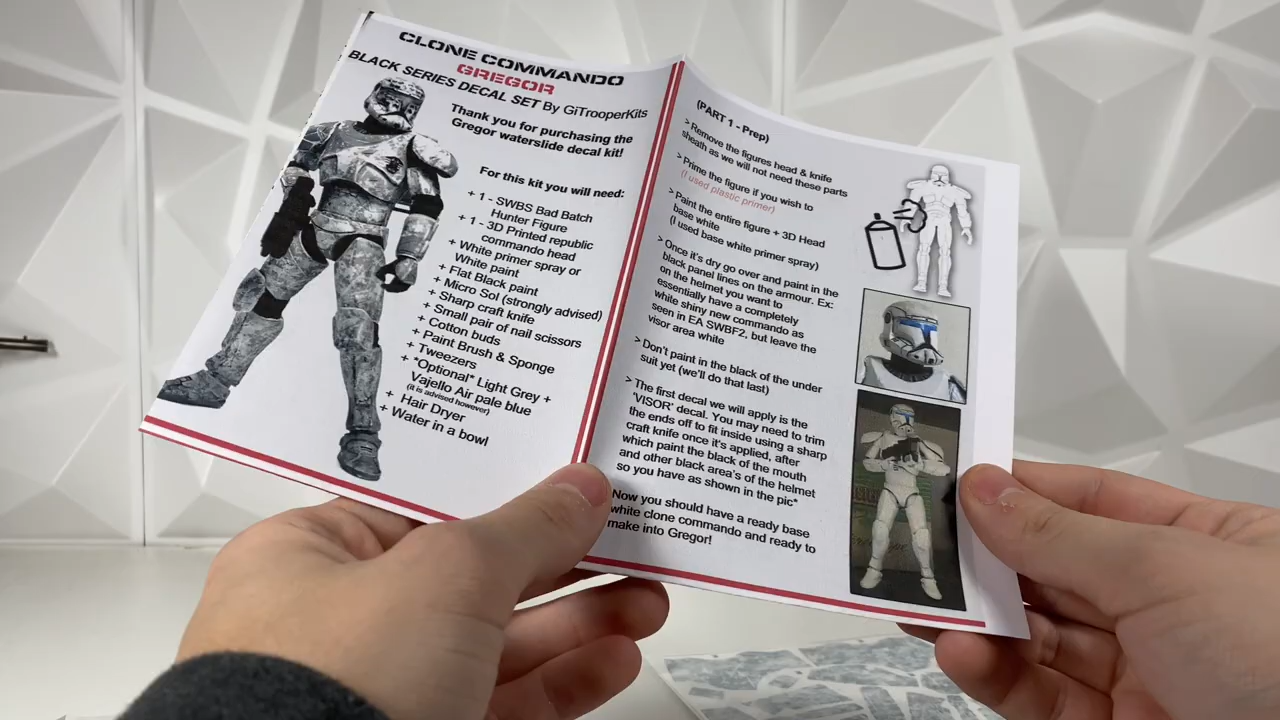 CLONE COMMANDO
GREGOR
BLACK SERIES DECAL SET By GiTrooperKits
Thank you for purchasing the
Gregor waterslide decal kit!
For this kit you will need:
+ 1 - SWBS Bad Batch
Hunter Figure
+ 1 - 3D Printed republic
commando head
+ White primer spray or
White paint
+ Flat Black paint
+ Micro Sol (strongly advised)
+ Sharp craft knife
+ Small pair of nail scissors
+ Cotton buds
+ Paint Brush & Sponge
+ Tweezers
+ *Optional* Light Grey +
Vajello Air pale blue
(it is advised however)
+ Hair Dryer
+ Water in a bowl
(PART 1 - Prep)
> Remove the figures head & knife
sheath as we will not need these parts
> Prime the figure if you wish to
(I used plastic primer)
> Paint the entire figure + 3D Head
base white
(I used base white primer spray)
> Once it's dry go over and paint in the
black panel lines on the armour. Ex:
on the helmet you want to
essentially have a completely
white shiny new commando as
seen in EA SWBF2, but leave the
visor area white
> Don't paint in the black of the under
suit yet (we'll do that last)
> The first decal we will apply is the
'VISOR' decal. You may need to trim
the ends off to fit inside using a sharp
craft knife once it's applied, after
which paint the black of the mouth
and other black area's of the helmet
so you have as shown in the pic*
Now you should have a ready base
white clone commando and ready to
make into Gregor!